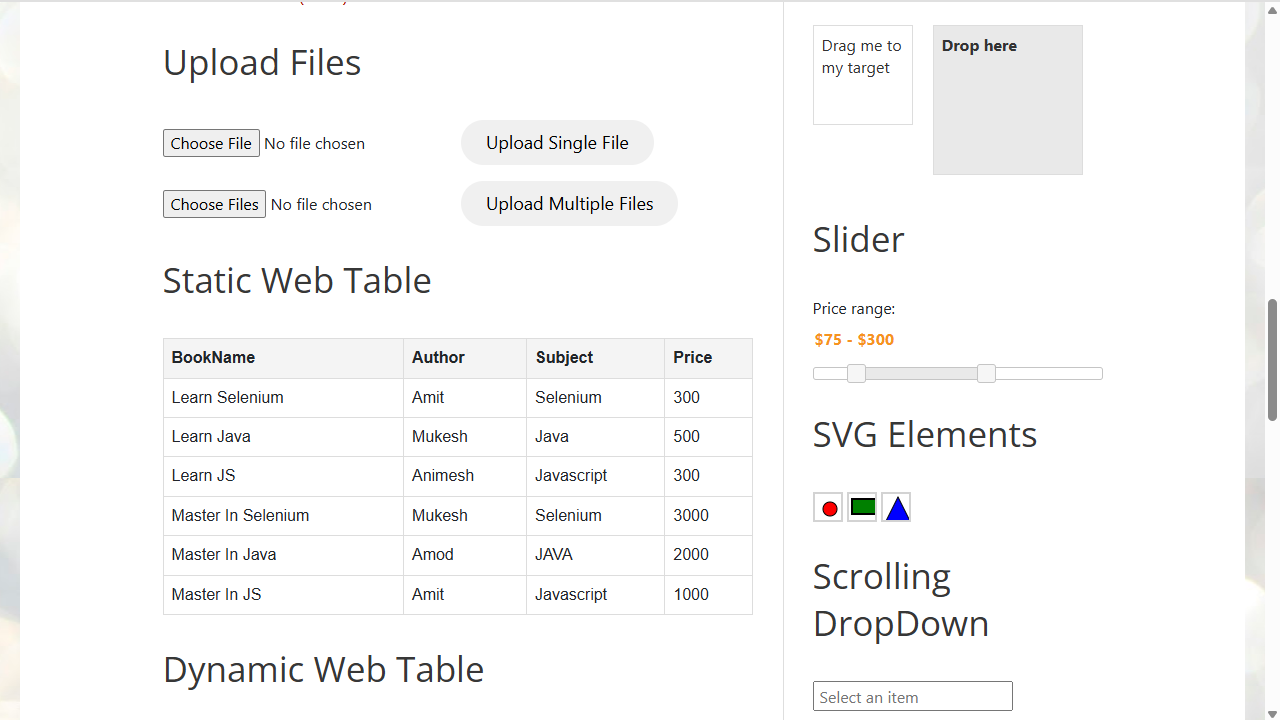 Upload Files
Choose File No file chosen Upload Single File
Choose Files No file chosen Upload Multiple Files
Static Web Table
BookName Author Subject Price
Learn Selenium Amit Selenium 300
Learn Java Mukesh Java 500
Learn JS Animesh Javascript 300
Master In Selenium Mukesh Selenium 3000
Master In Java Amod JAVA 2000
Master In JS Amit Javascript 1000
Dynamic Web Table
Drag me to
my target
Drop here
Slider
Price range:
$75 - $300
SVG Elements
Scrolling
DropDown
Select an item